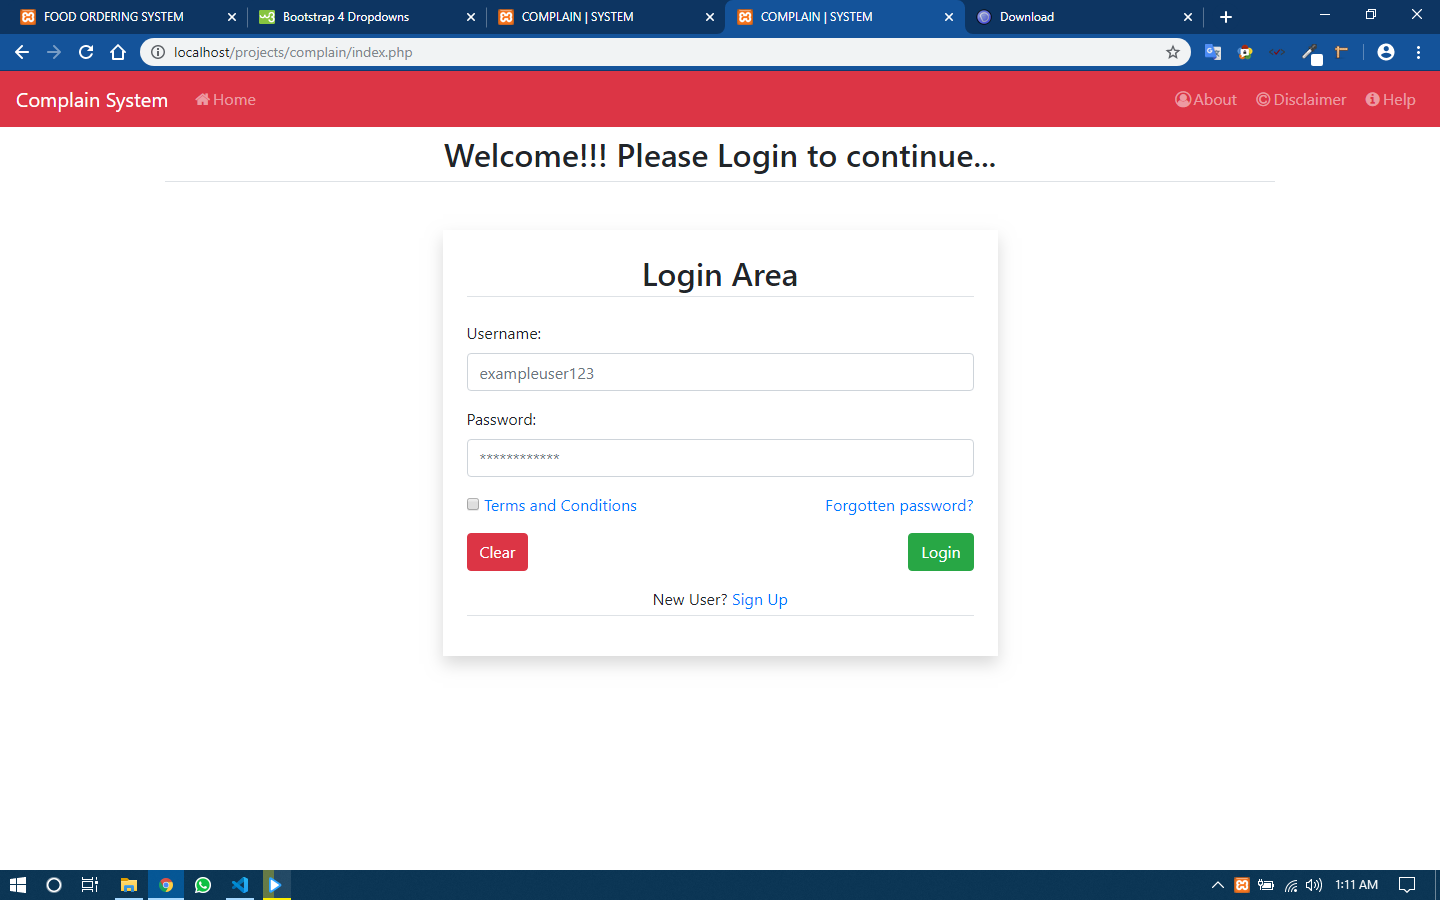 FOOD ORDERING SYSTEM
Bootstrap 4 Dropdowns
COMPLAIN | SYSTEM
COMPLAIN | SYSTEM
Download
localhost/projects/complain/index.php
Complain System
Home
About
Disclaimer
Help
Welcome!!! Please Login to continue...
Login Area
Username:
exampleuser123
Password:
************
Terms and Conditions
Forgotten password?
Clear
Login
New User? Sign Up
1:11 AM